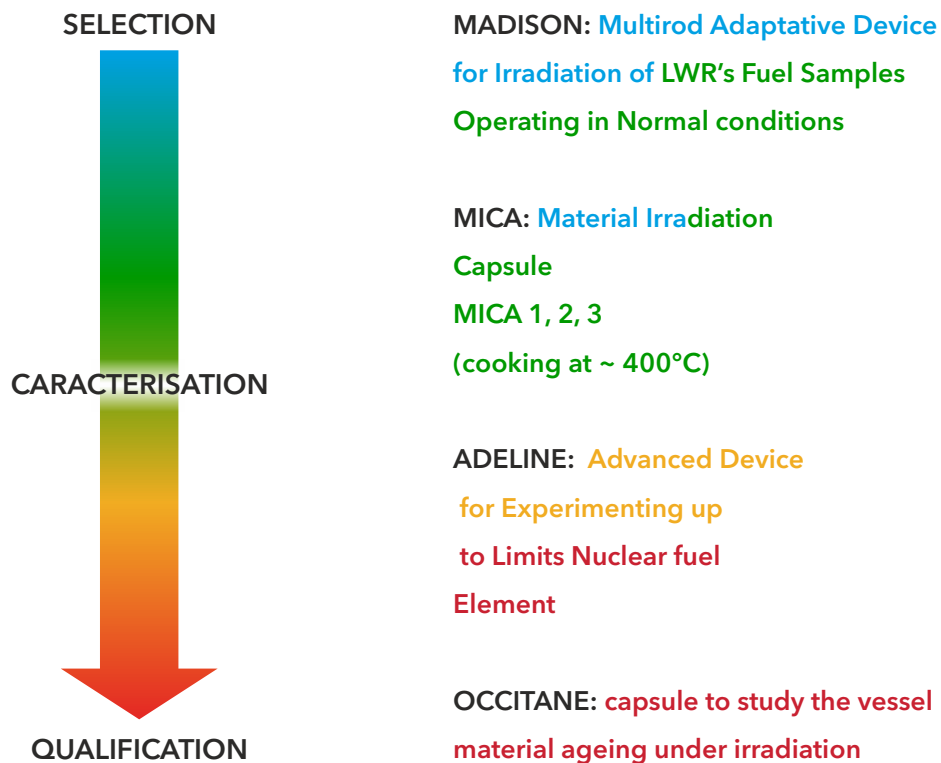 SELECTION
CARACTERISATION
QUALIFICATION
MADISON: Multirod Adaptative Device
for Irradiation of LWR's Fuel Samples
Operating in Normal conditions
MICA: Material Irradiation
Capsule
MICA 1, 2, 3
(cooking at ~ 400°C)
ADELINE: Advanced Device
for Experimenting up
to Limits Nuclear fuel
Element
OCCITANE: capsule to study the vessel
material ageing under irradiation